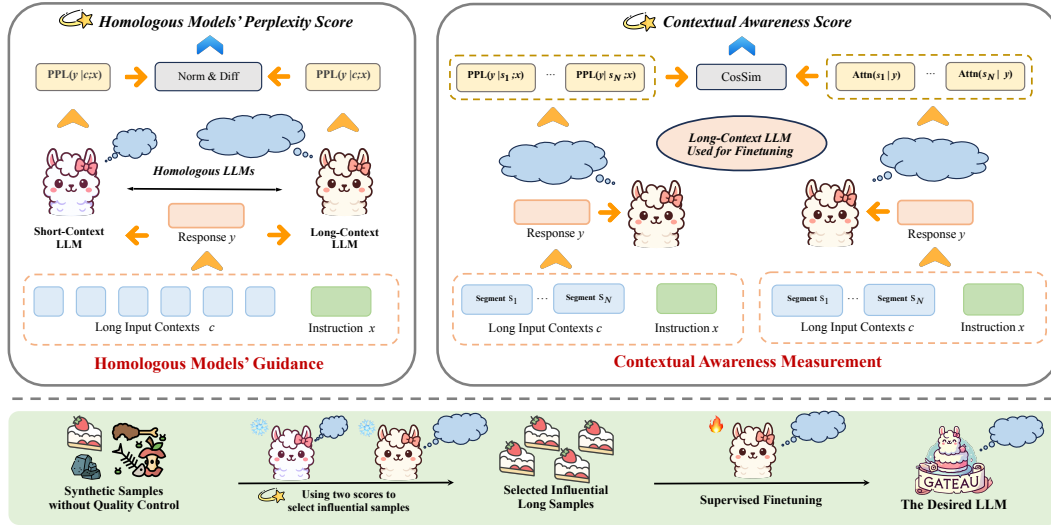 Homologous Models' Perplexity Score
PPL(y |c;x)
Norm & Diff
PPL(y |c;x)
Homologous LLMs
Short-Context
LLM
Response y
Long-Context
LLM
Long Input Contexts c
Instruction x
Homologous Models' Guidance
Contextual Awareness Score
PPL(y |s1 ;x)
...
PPL(y| sN ;x)
CosSim
Attn(s1 | y)
...
Attn(sN | y)
Long-Context LLM
Used for Finetuning
Response y
Response y
Segment S1
...
Segment SN
Long Input Contexts c
Instruction x
Segment S1
...
Segment SN
Long Input Contexts c
Instruction x
Contextual Awareness Measurement
Synthetic Samples
without Quality Control
Using two scores to
select influential samples
Selected Influential
Long Samples
Supervised Finetuning
GATEAU
The Desired LLM